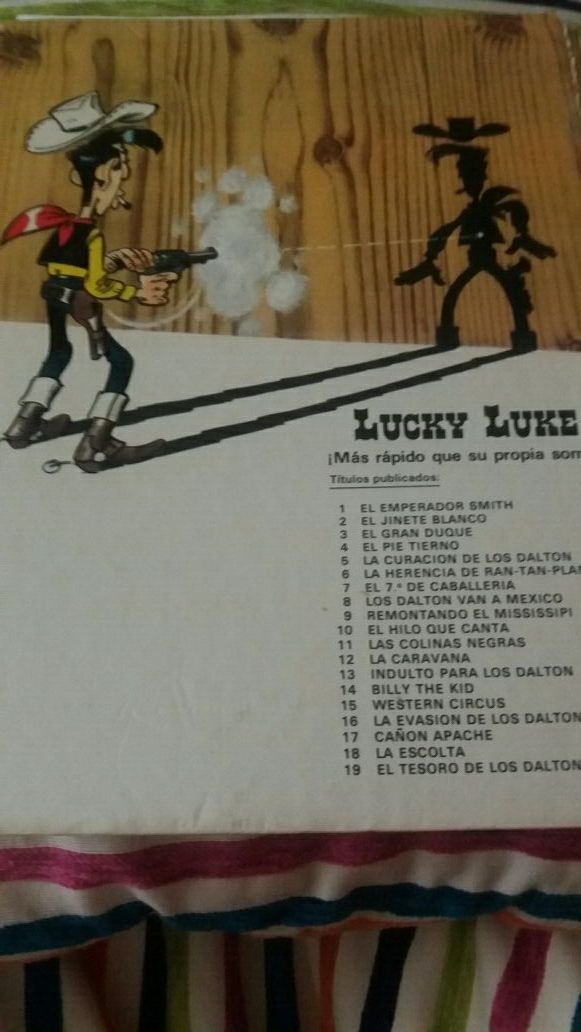 LUCKY LUKE
¡Más rápido que su propia som
Títulos publicados:
1 EL EMPERADOR SMITH
2 EL JINETE BLANCO
3 EL GRAN DUQUE
4 EL PIE TIERNO
5 LA CURACION DE LOS DALTON
6 LA HERENCIA DE RAN-TAN-PLAN
7 EL 7.º DE CABALLERIA
8 LOS DALTON VAN A MEXICO
9 REMONTANDO EL MISSISSIPI
10 EL HILO QUE CANTA
11 LAS COLINAS NEGRAS
12 LA CARAVANA
13 INDULTO PARA LOS DALTON
14 BILLY THE KID
15 WESTERN CIRCUS
16 LA EVASION DE LOS DALTON
17 CAÑON APACHE
18 LA ESCOLTA
19 EL TESORO DE LOS DALTON